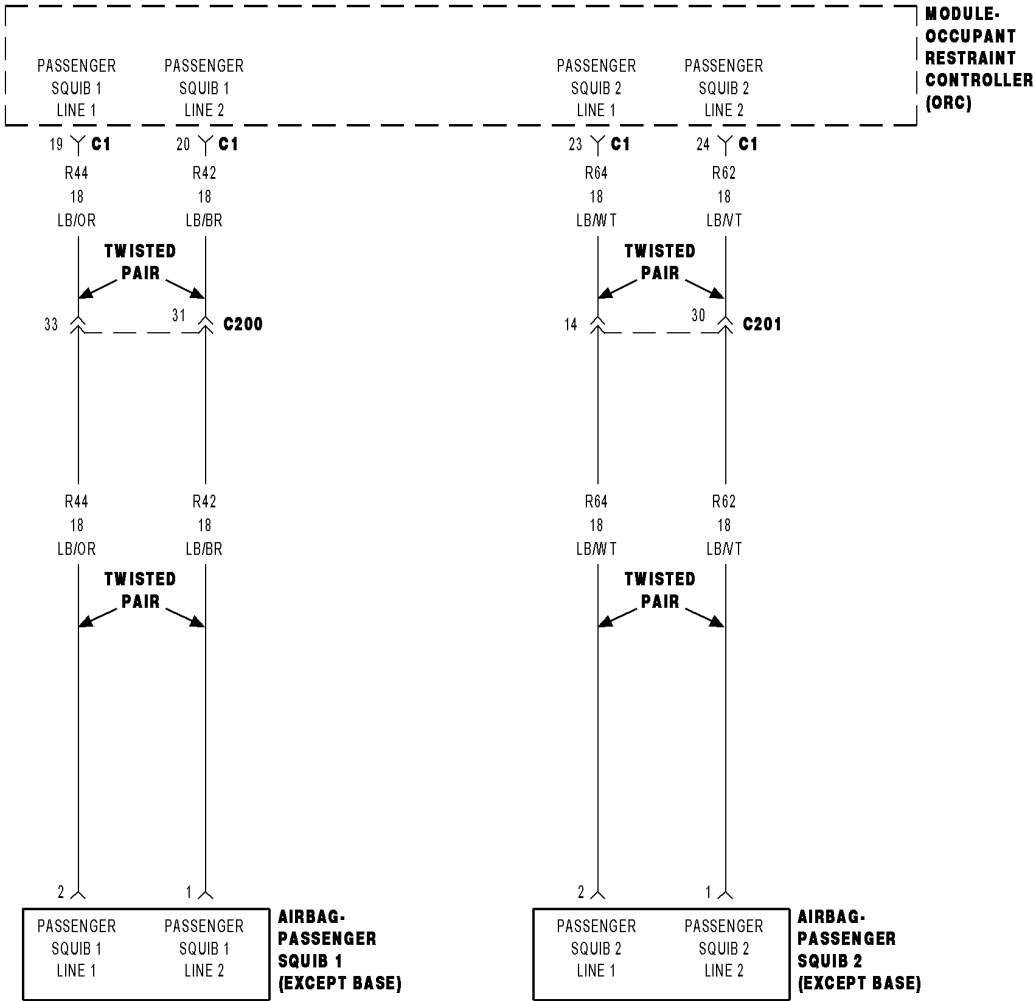 MODULE-
OCCUPANT
RESTRAINT
CONTROLLER
(ORC)
PASSENGER PASSENGER PASSENGER PASSENGER
SQUIB 1 SQUIB 1 SQUIB 2 SQUIB 2
LINE 1 LINE 2 LINE 1 LINE 2
19 C1 20 C1 23 C1 24 C1
R44 R42 R64 R62
18 18 18 18
LB/OR LB/BR LB/WT LB/VT
TWISTED TWISTED
PAIR PAIR
33 31 C200 14 30 C201
R44 R42 R64 R62
18 18 18 18
LB/OR LB/BR LB/WT LB/VT
TWISTED TWISTED
PAIR PAIR
2 1 2 1
PASSENGER PASSENGER AIRBAG- PASSENGER PASSENGER AIRBAG-
SQUIB 1 SQUIB 1 PASSENGER SQUIB 2 SQUIB 2 PASSENGER
LINE 1 LINE 2 SQUIB 1 LINE 1 LINE 2 SQUIB 2
(EXCEPT BASE) (EXCEPT BASE)